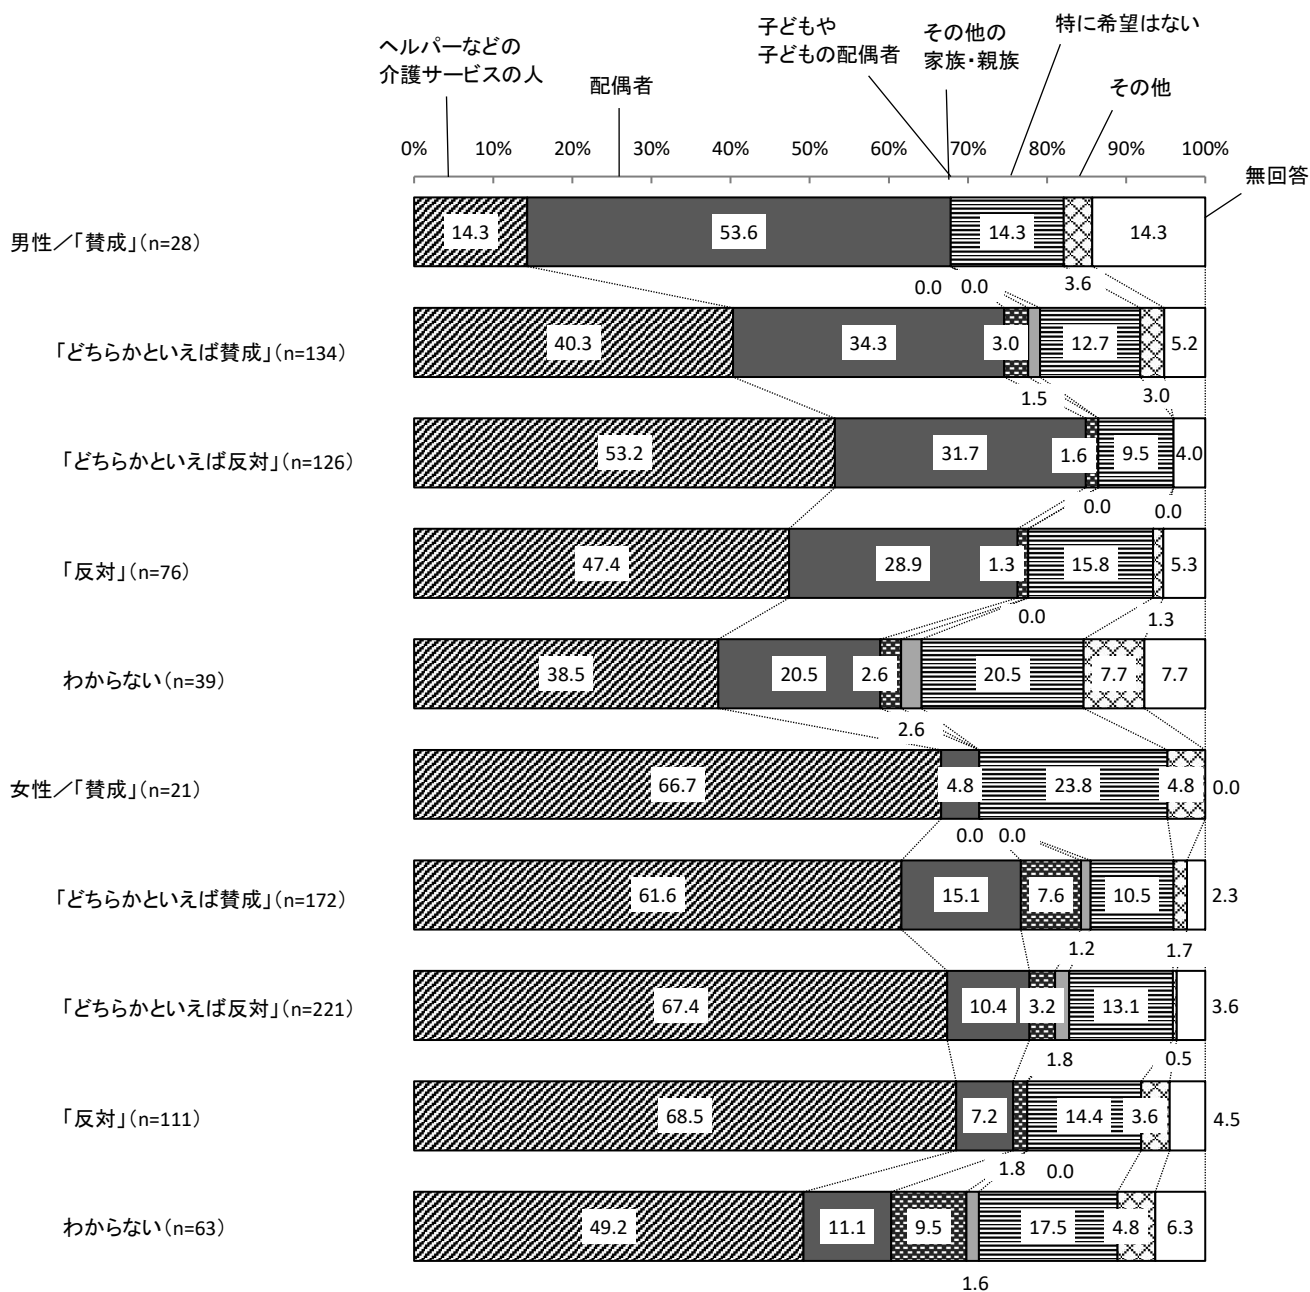 ヘルパーなどの
介護サービスの人
配偶者
子どもや
子どもの配偶者
その他の
家族・親族
特に希望はない
その他
無回答
0% 10% 20% 30% 40% 50% 60% 70% 80% 90% 100%
男性／「賛成」(n=28) 14.3 53.6 14.3 14.3
0.0 0.0 3.6
「どちらかといえば賛成」(n=134) 40.3 34.3 3.0 12.7 5.2
1.5 3.0
「どちらかといえば反対」(n=126) 53.2 31.7 1.6 9.5 4.0
0.0 0.0
「反対」(n=76) 47.4 28.9 1.3 15.8 5.3
0.0 1.3
わからない(n=39) 38.5 20.5 2.6 20.5 7.7 7.7
2.6
女性／「賛成」(n=21) 66.7 4.8 23.8 4.8 0.0
0.0 0.0
「どちらかといえば賛成」(n=172) 61.6 15.1 7.6 10.5 2.3
1.2 1.7
「どちらかといえば反対」(n=221) 67.4 10.4 3.2 13.1 3.6
1.8 0.5
「反対」(n=111) 68.5 7.2 14.4 3.6 4.5
1.8 0.0
わからない(n=63) 49.2 11.1 9.5 17.5 4.8 6.3
1.6